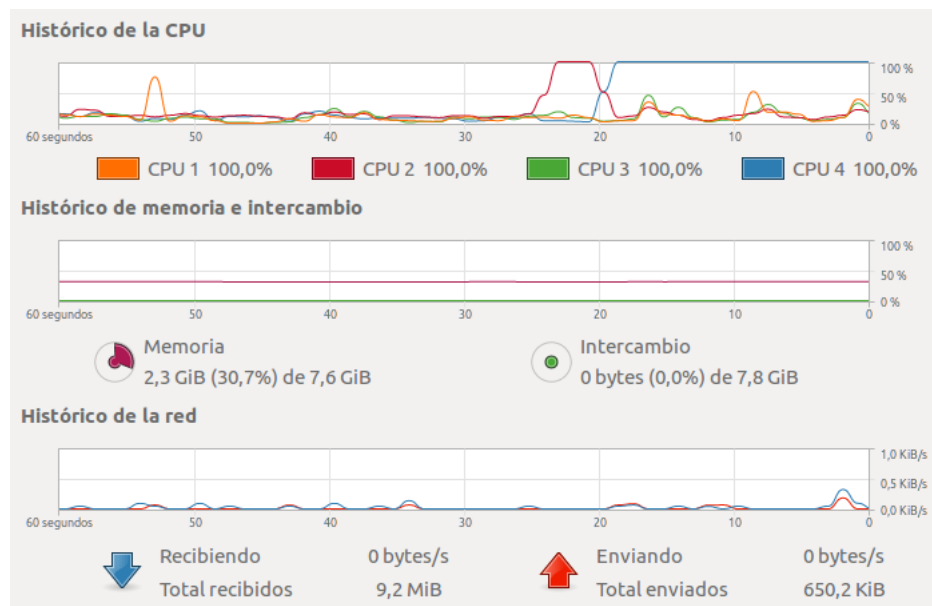 Histórico de la CPU
100 %
50 %
0 %
60 segundos 50 40 30 20 10 0
CPU 1 100,0% CPU 2 100,0% CPU 3 100,0% CPU 4 100,0%
Histórico de memoria e intercambio
100 %
50 %
0 %
60 segundos 50 40 30 20 10 0
Memoria Intercambio
2,3 GiB (30,7%) de 7,6 GiB 0 bytes (0,0%) de 7,8 GiB
Histórico de la red
1,0 KiB/s
0,5 KiB/s
0,0 KiB/s
60 segundos 50 40 30 20 10 0
Recibiendo 0 bytes/s Enviando 0 bytes/s
Total recibidos 9,2 MiB Total enviados 650,2 KiB